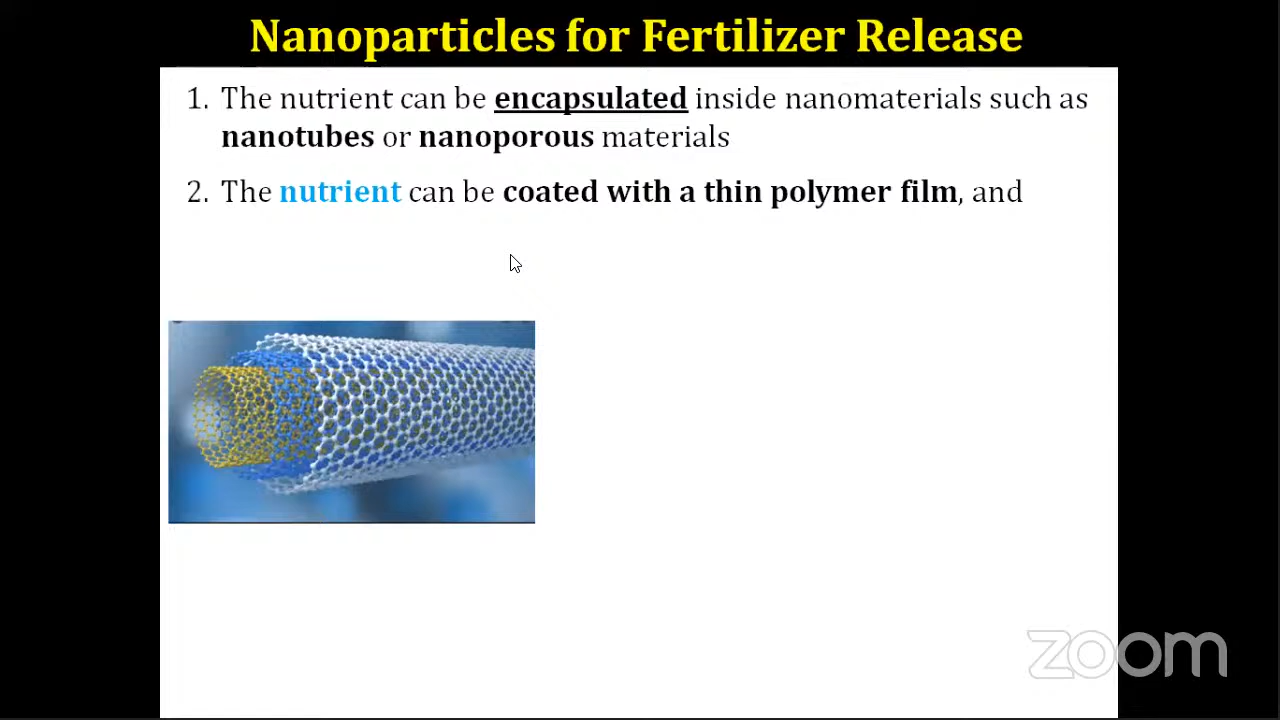 Nanoparticles for Fertilizer Release
1. The nutrient can be encapsulated inside nanomaterials such as
nanotubes or nanoporous materials
2. The nutrient can be coated with a thin polymer film, and
zoom